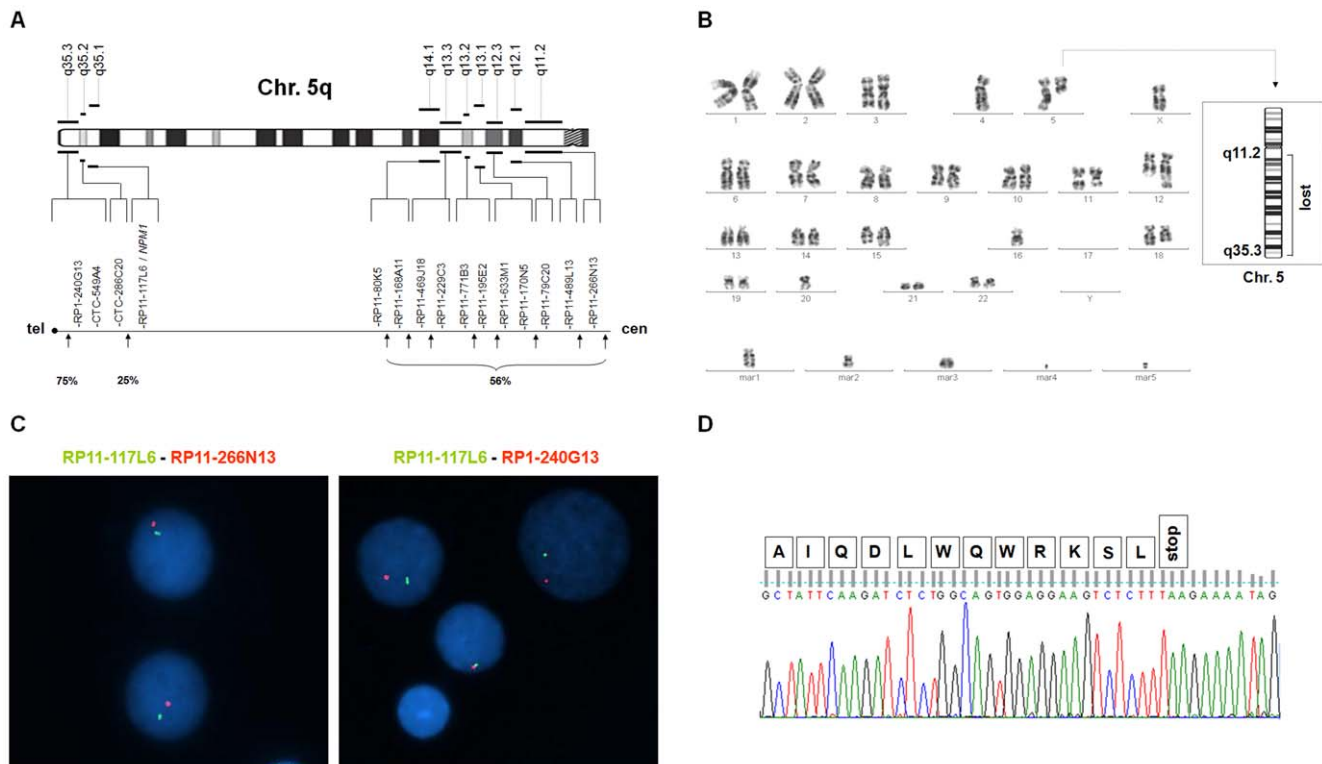 A
q35.3
q35.2
q35.1
q14.1
q13.3
q13.2
q13.1
q12.3
q12.1
q11.2
Chr. 5q
-RP1-240G13
-CTC-549A4
-CTC-286C20
-RP11-117L6 / NPM1
-RP11-80K5
-RP11-168A11
-RP11-469J18
-RP11-229C3
-RP11-771B3
-RP11-195E2
-RP11-633M1
-RP11-170N5
-RP11-79C20
-RP11-489L13
-RP11-266N13
tel
cen
75%
25%
56%
B
1 2 3 4 5 X
6 7 8 9 10 11 12
13 14 15 16 17 18
19 20 21 22 Y
mar1 mar2 mar3 mar4 mar5
q11.2
lost
q35.3
Chr. 5
C
RP11-117L6 - RP11-266N13
RP11-117L6 - RP1-240G13
D
A I Q D L W Q W R K S L stop
G C T A T T C A A G A T C T C T G G C A G T G G A G G A A G T C T C T T T A A G A A A A T A G